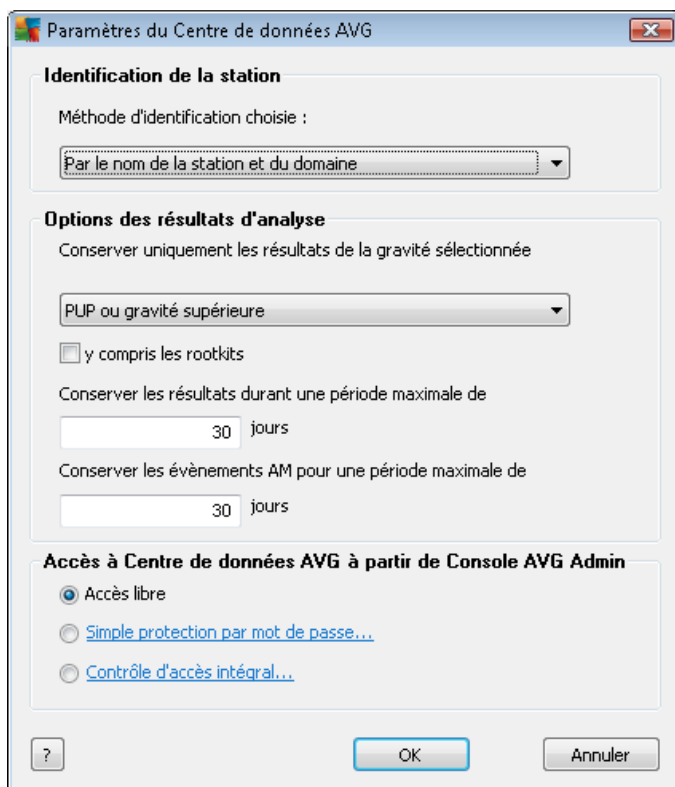 Paramètres du Centre de données AVG
Identification de la station
Méthode d'identification choisie :
Par le nom de la station et du domaine
Options des résultats d'analyse
Conserver uniquement les résultats de la gravité sélectionnée
PUP ou gravité supérieure
y compris les rootkits
Conserver les résultats durant une période maximale de
30 jours
Conserver les évènements AM pour une période maximale de
30 jours
Accès à Centre de données AVG à partir de Console AVG Admin
Accès libre
Simple protection par mot de passe...
Contrôle d'accès intégral...
? OK Annuler